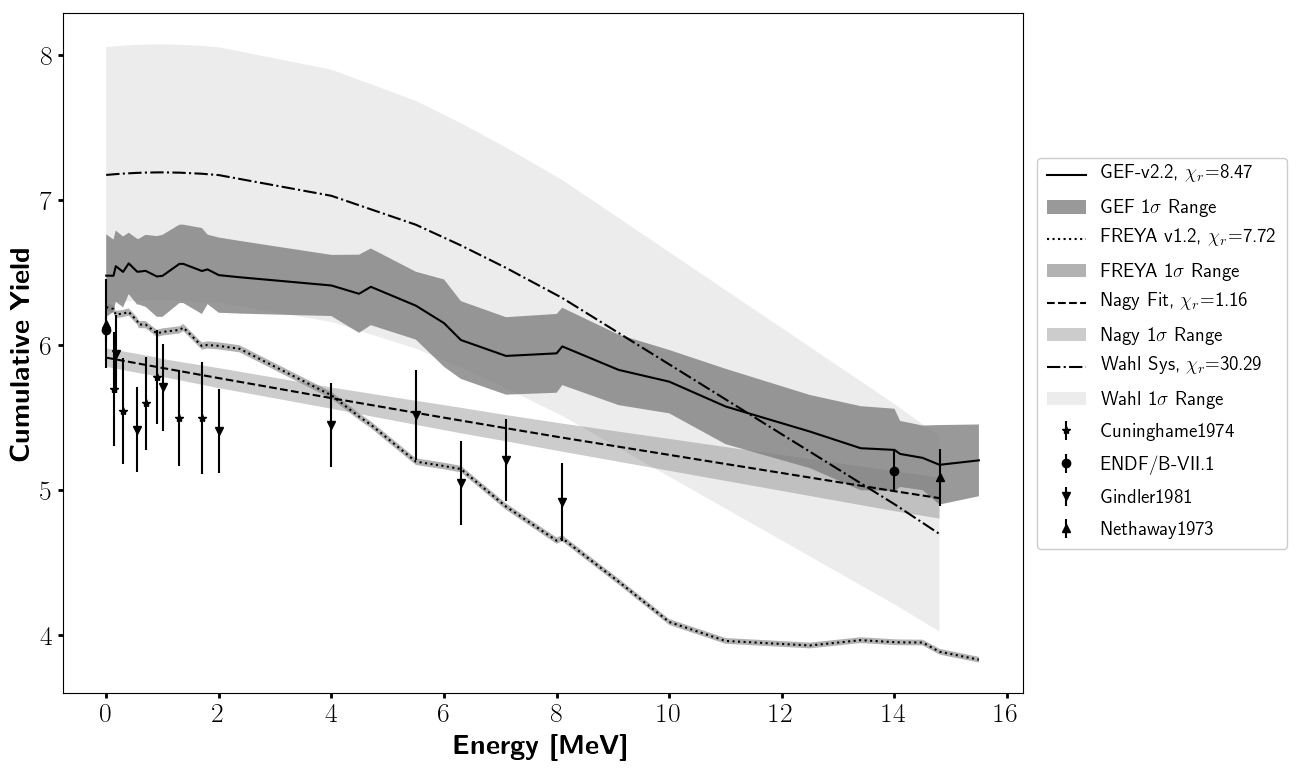 Cumulative Yield
8
7
6
5
4
0 2 4 6 8 10 12 14 16
Energy [MeV]
GEF-v2.2, χr=8.47
GEF 1σ Range
FREYA v1.2, χr=7.72
FREYA 1σ Range
Nagy Fit, χr=1.16
Nagy 1σ Range
Wahl Sys, χr=30.29
Wahl 1σ Range
Cuninghame1974
ENDF/B-VII.1
Gindler1981
Nethaway1973